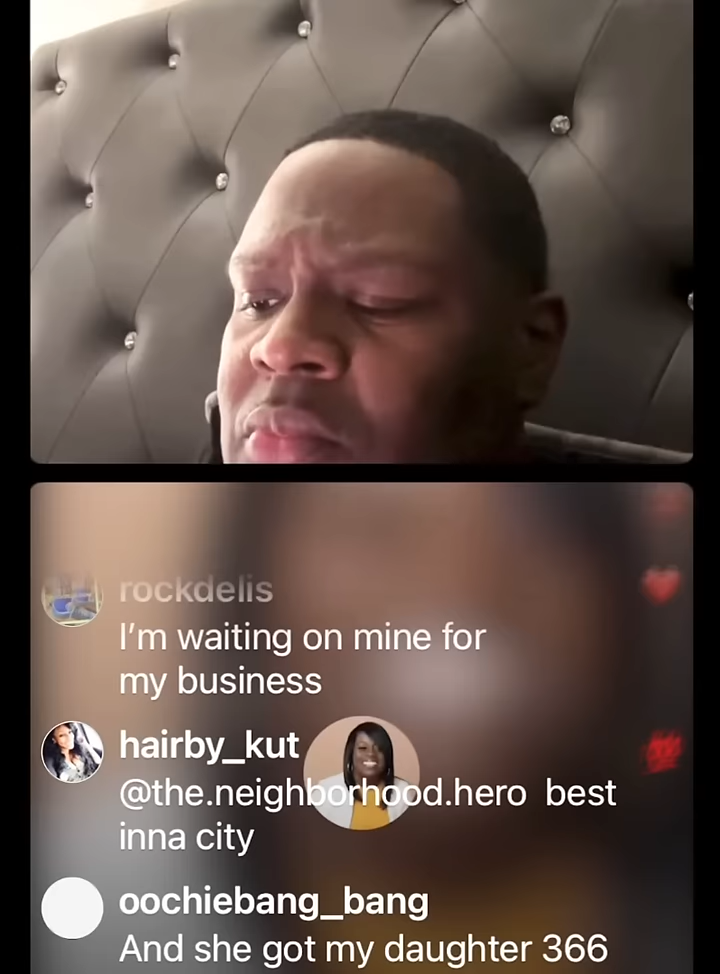 rockdelis
I’m waiting on mine for
my business
hairby_kut
@the.neighborhood.hero best
inna city
oochiebang_bang
And she got my daughter 366